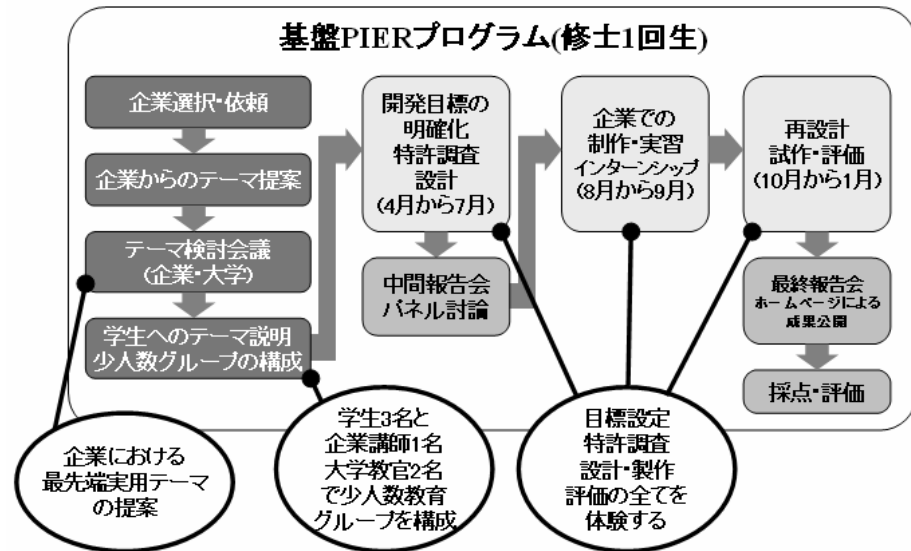 基盤PIERプログラム(修士1回生)
企業選択・依頼
企業からのテーマ提案
テーマ検討会議
(企業・大学)
学生へのテーマ説明
少人数グループの構成
開発目標の
明確化
特許調査
設計
(4月から7月)
中間報告会
パネル討論
企業での
制作・実習
インターンシップ
(8月から9月)
再設計
試作・評価
(10月から1月)
最終報告会
ホームページによる
成果公開
採点・評価
企業における
最先端実用テーマ
の提案
学生3名と
企業講師1名
大学教官2名
で少人数教育
グループを構成
目標設定
特許調査
設計・製作
評価の全てを
体験する